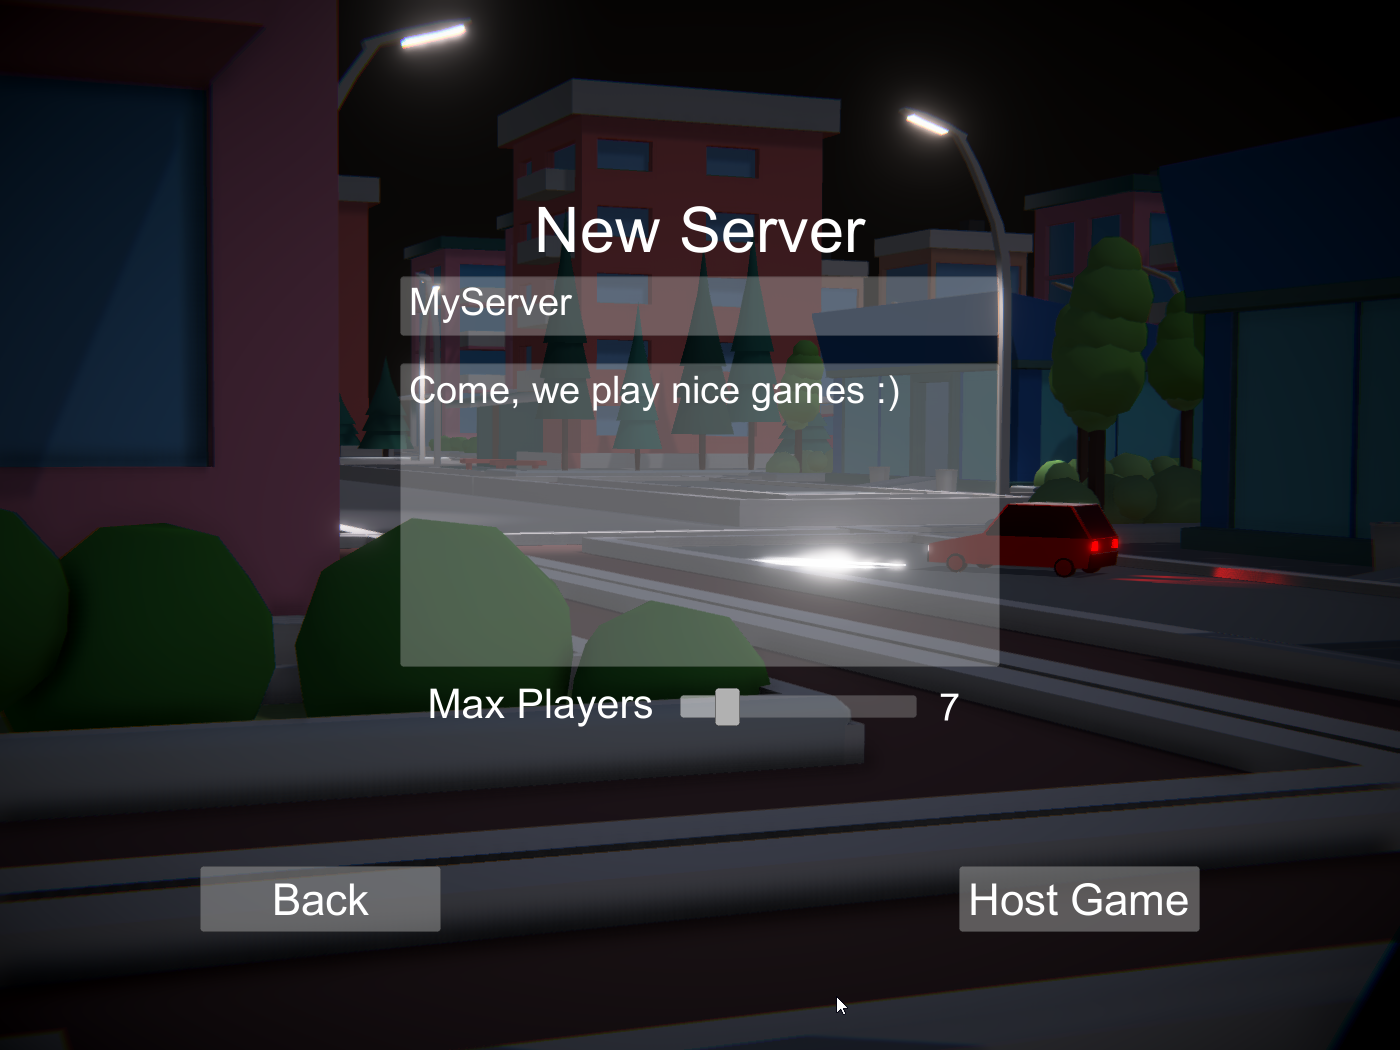 New Server
MyServer
Come, we play nice games :)
Max Players 7
Back
Host Game